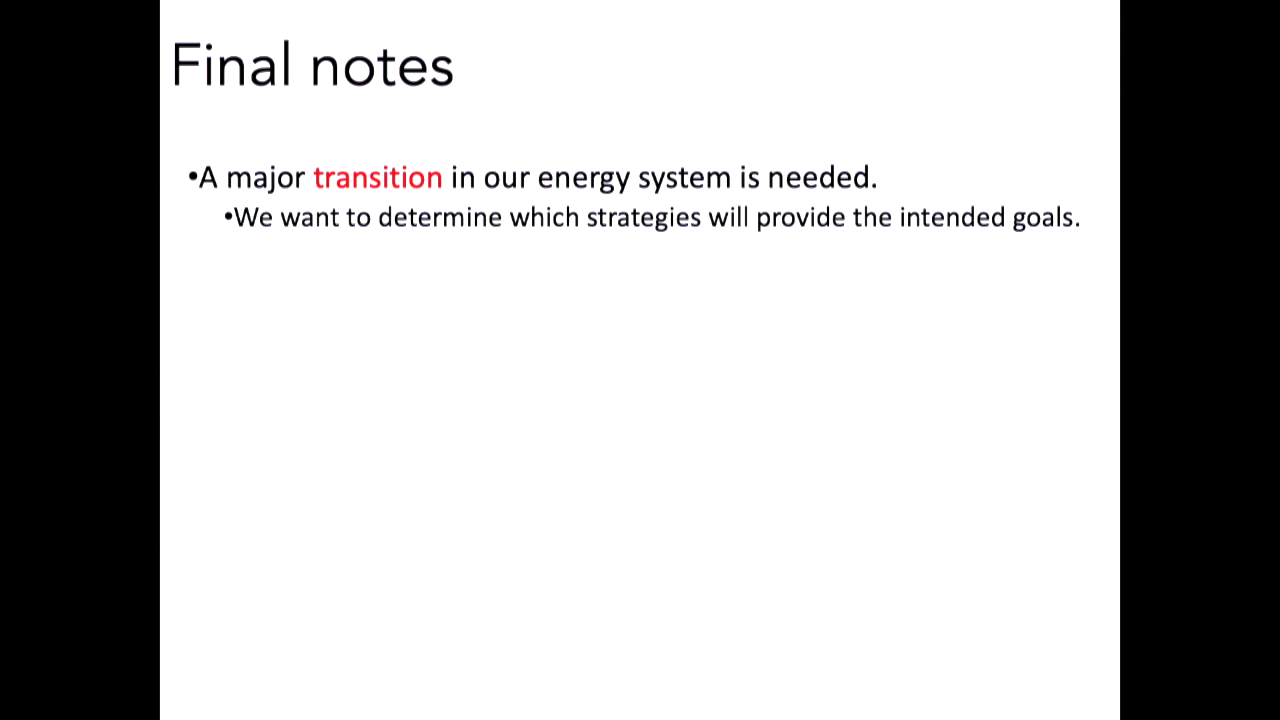 Final notes
•A major transition in our energy system is needed.
•We want to determine which strategies will provide the intended goals.